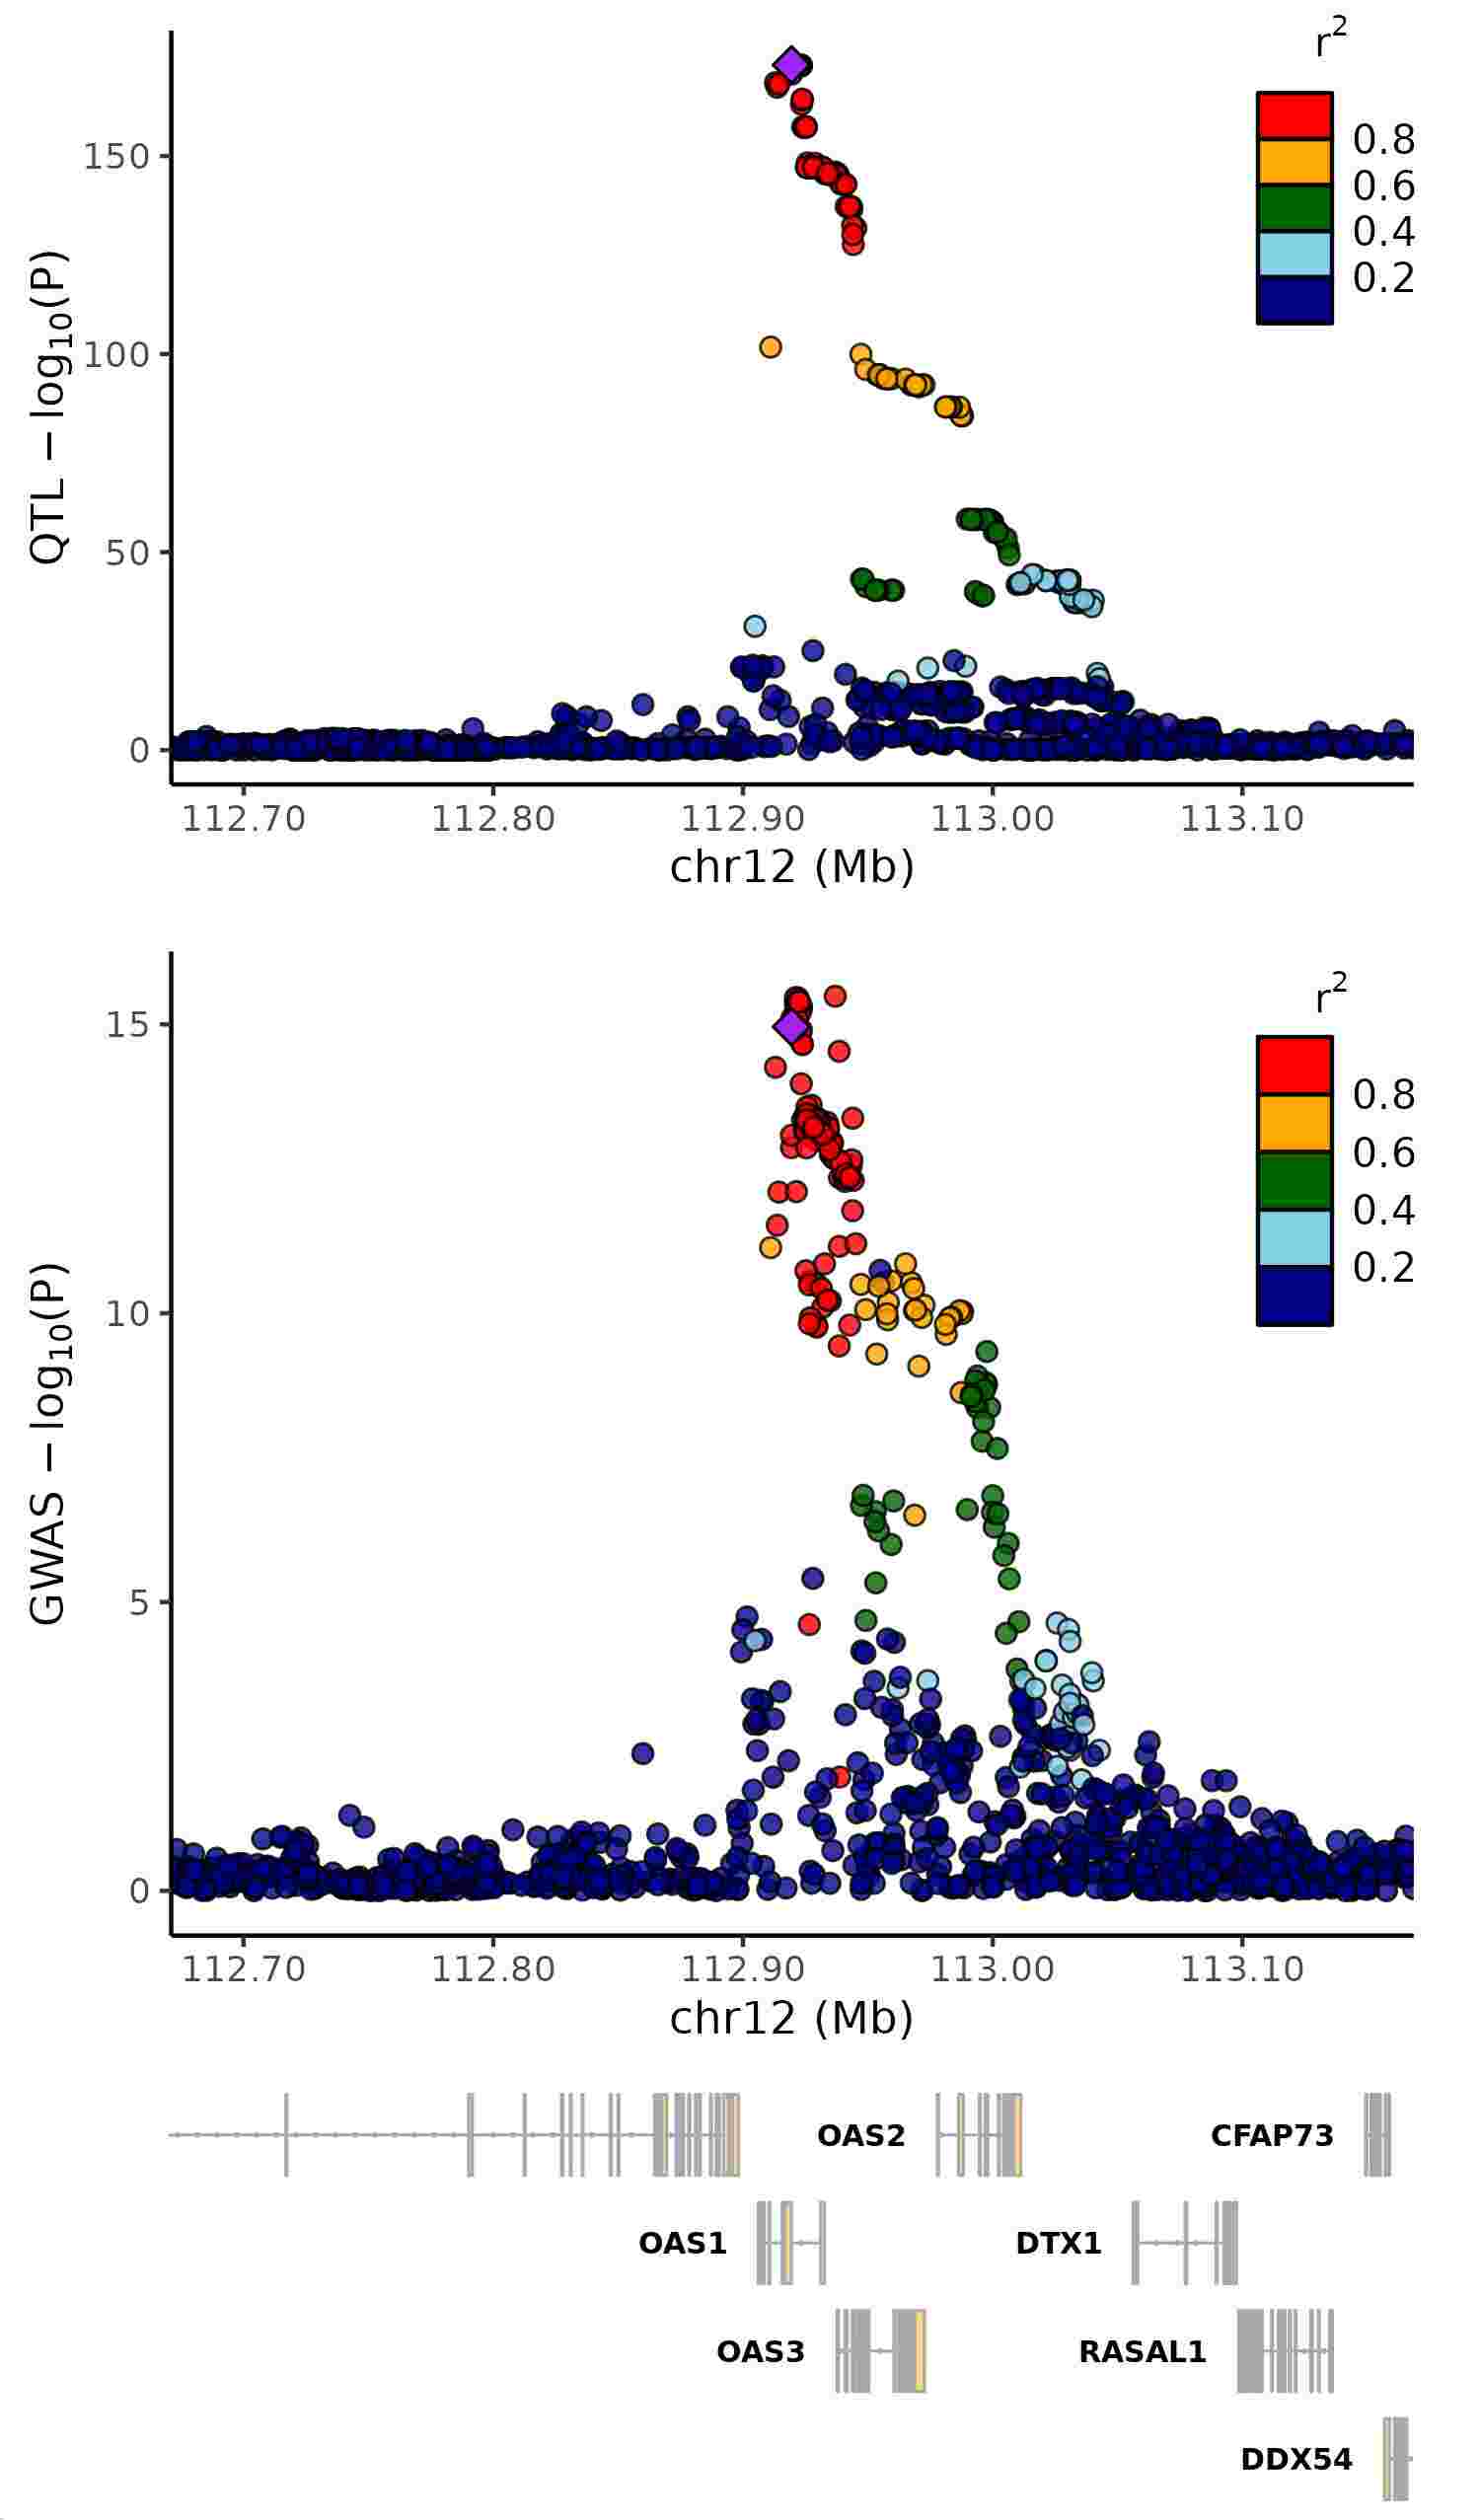 r2
0.8
0.6
0.4
0.2
150
100
50
0
QTL −log10(P)
112.70 112.80 112.90 113.00 113.10
chr12 (Mb)
r2
0.8
0.6
0.4
0.2
15
10
5
0
GWAS −log10(P)
112.70 112.80 112.90 113.00 113.10
chr12 (Mb)
OAS2 CFAP73
OAS1 DTX1
OAS3 RASAL1
DDX54